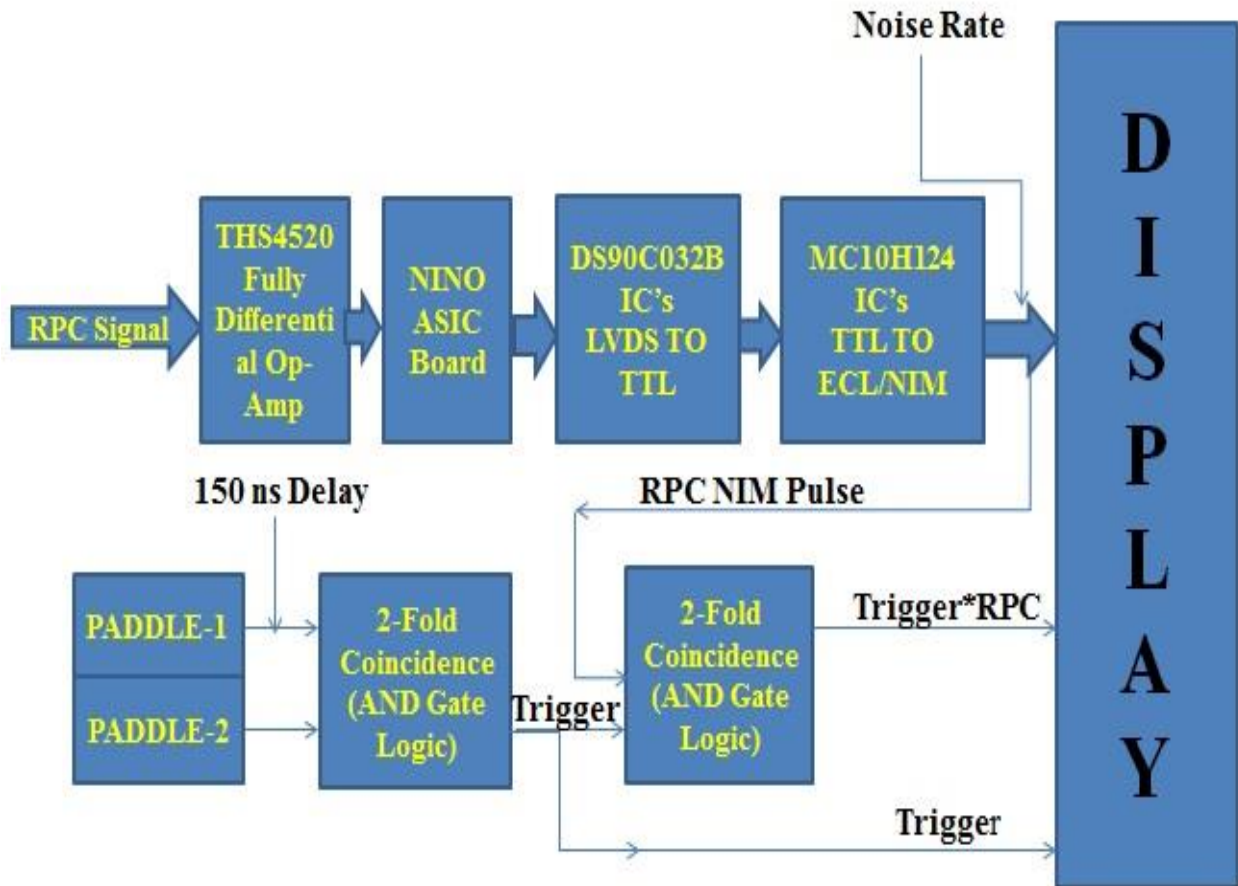 Noise Rate
THS4520
Fully
Differenti
al Op-
Amp
NINO
ASIC
Board
DS90C032B
IC's
LVDS TO
TTL
MC10H124
IC's
TTL TO
ECL/NIM
RPC Signal
150 ns Delay
RPC NIM Pulse
PADDLE-1
PADDLE-2
2-Fold
Coincidence
(AND Gate
Logic)
Trigger
2-Fold
Coincidence
(AND Gate
Logic)
Trigger*RPC
Trigger
D
I
S
P
L
A
Y